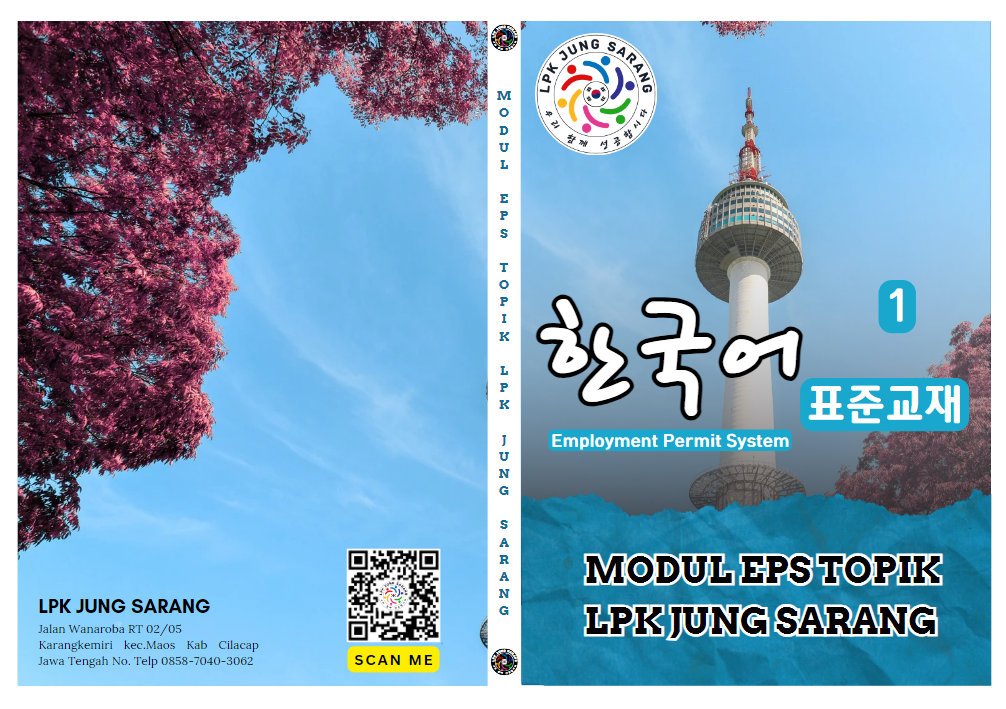 LPK JUNG SARANG
Jalan Wanaroba RT 02/05
Karangkemiri kec.Maos Kab Cilacap
Jawa Tengah No. Telp 0858-7040-3062
SCAN ME
MODUL EPS TOPIK LPK JUNG SARANG
LPK JUNG SARANG
우리 함께 성공합시다
1
한국어
표준교재
Employment Permit System
MODUL EPS TOPIK
LPK JUNG SARANG